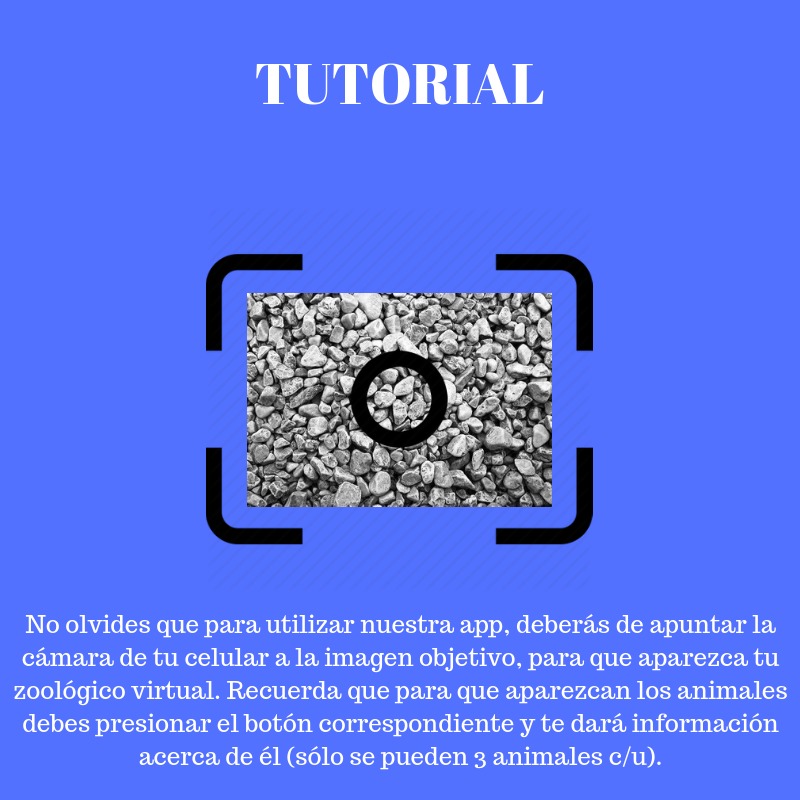 TUTORIAL
No olvides que para utilizar nuestra app, deberás de apuntar la
cámara de tu celular a la imagen objetivo, para que aparezca tu
zoológico virtual. Recuerda que para que aparezcan los animales
debes presionar el botón correspondiente y te dará información
acerca de él (sólo se pueden 3 animales c/u).